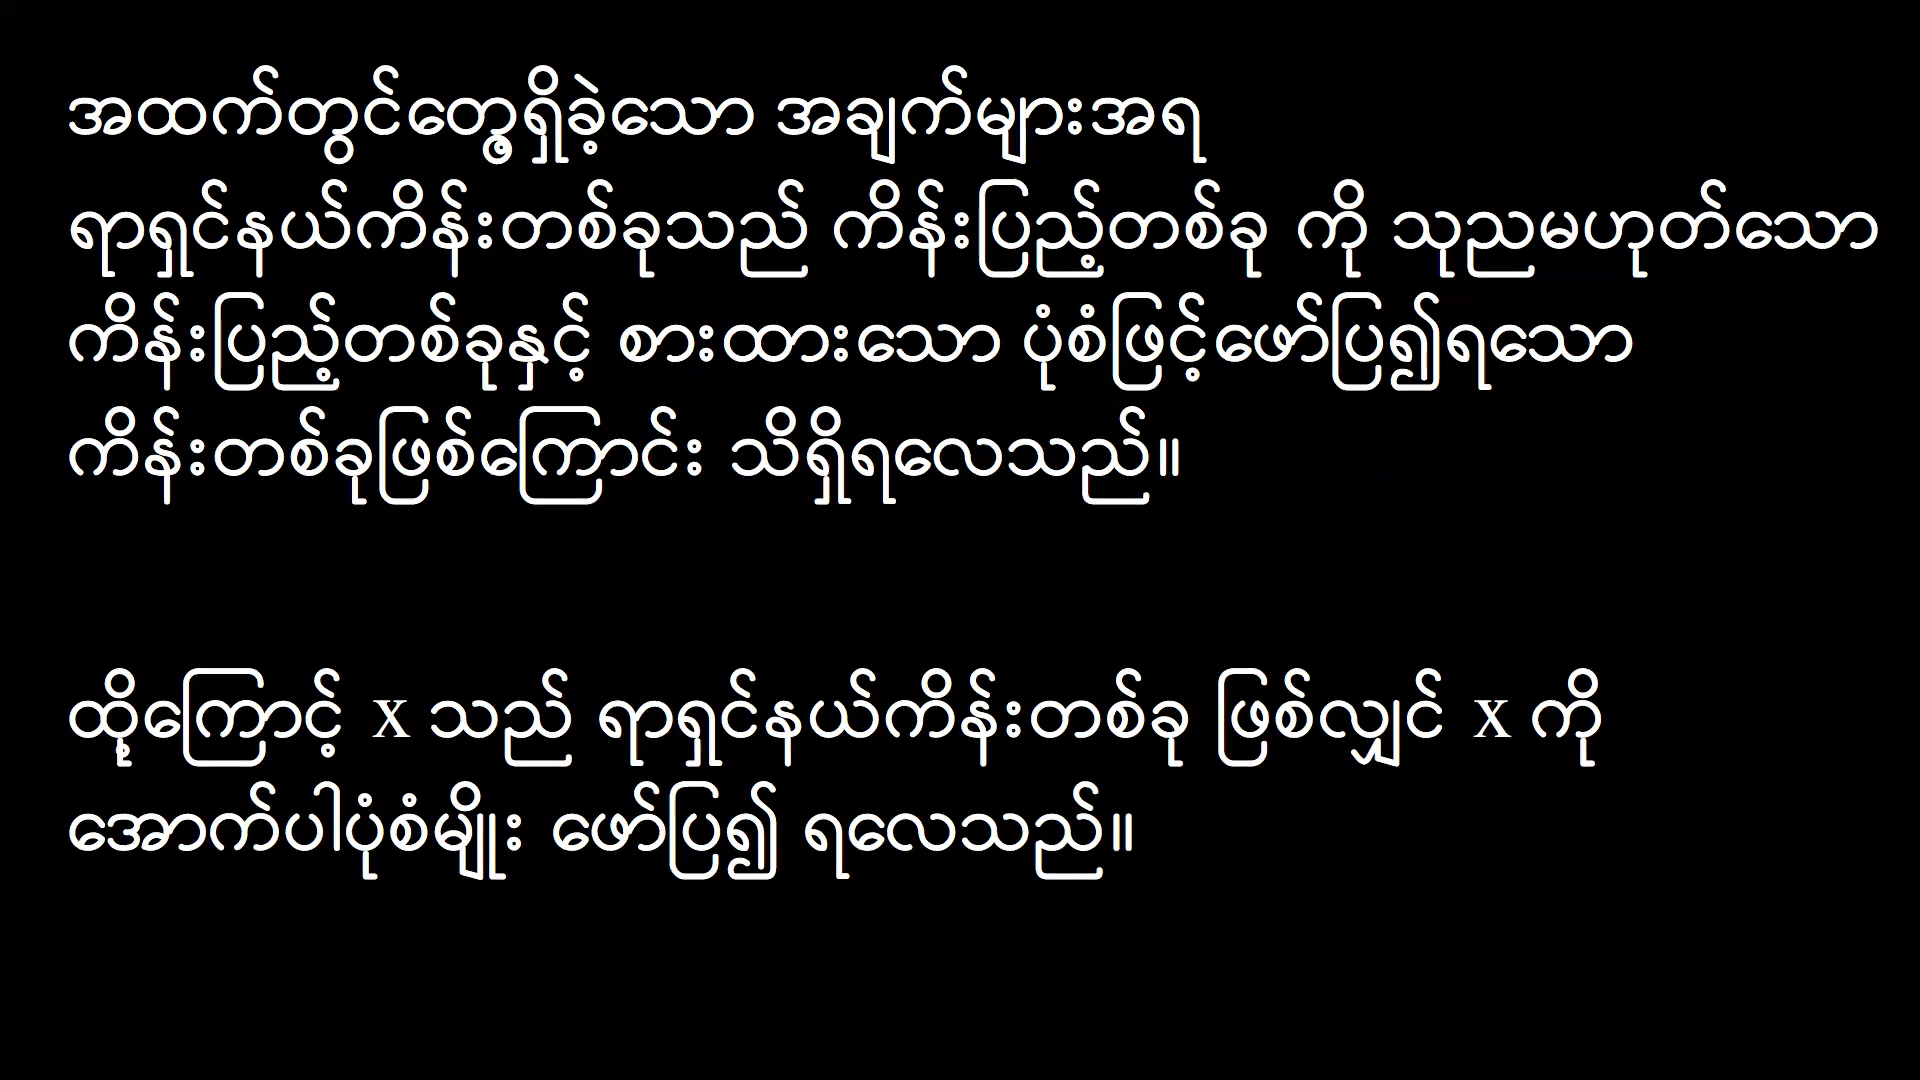 အထက်တွင်တွေ့ရှိခဲ့သော အချက်များအရ
ရာရှင်နယ်ကိန်းတစ်ခုသည် ကိန်းပြည့်တစ်ခု ကို သုညမဟုတ်သော
ကိန်းပြည့်တစ်ခုနှင့် စားထားသော ပုံစံဖြင့်ဖော်ပြ၍ရသော
ကိန်းတစ်ခုဖြစ်ကြောင်း သိရှိရလေသည်။
ထို့ကြောင့် x သည် ရာရှင်နယ်ကိန်းတစ်ခု ဖြစ်လျှင် x ကို
အောက်ပါပုံစံမျိုး ဖော်ပြ၍ ရလေသည်။